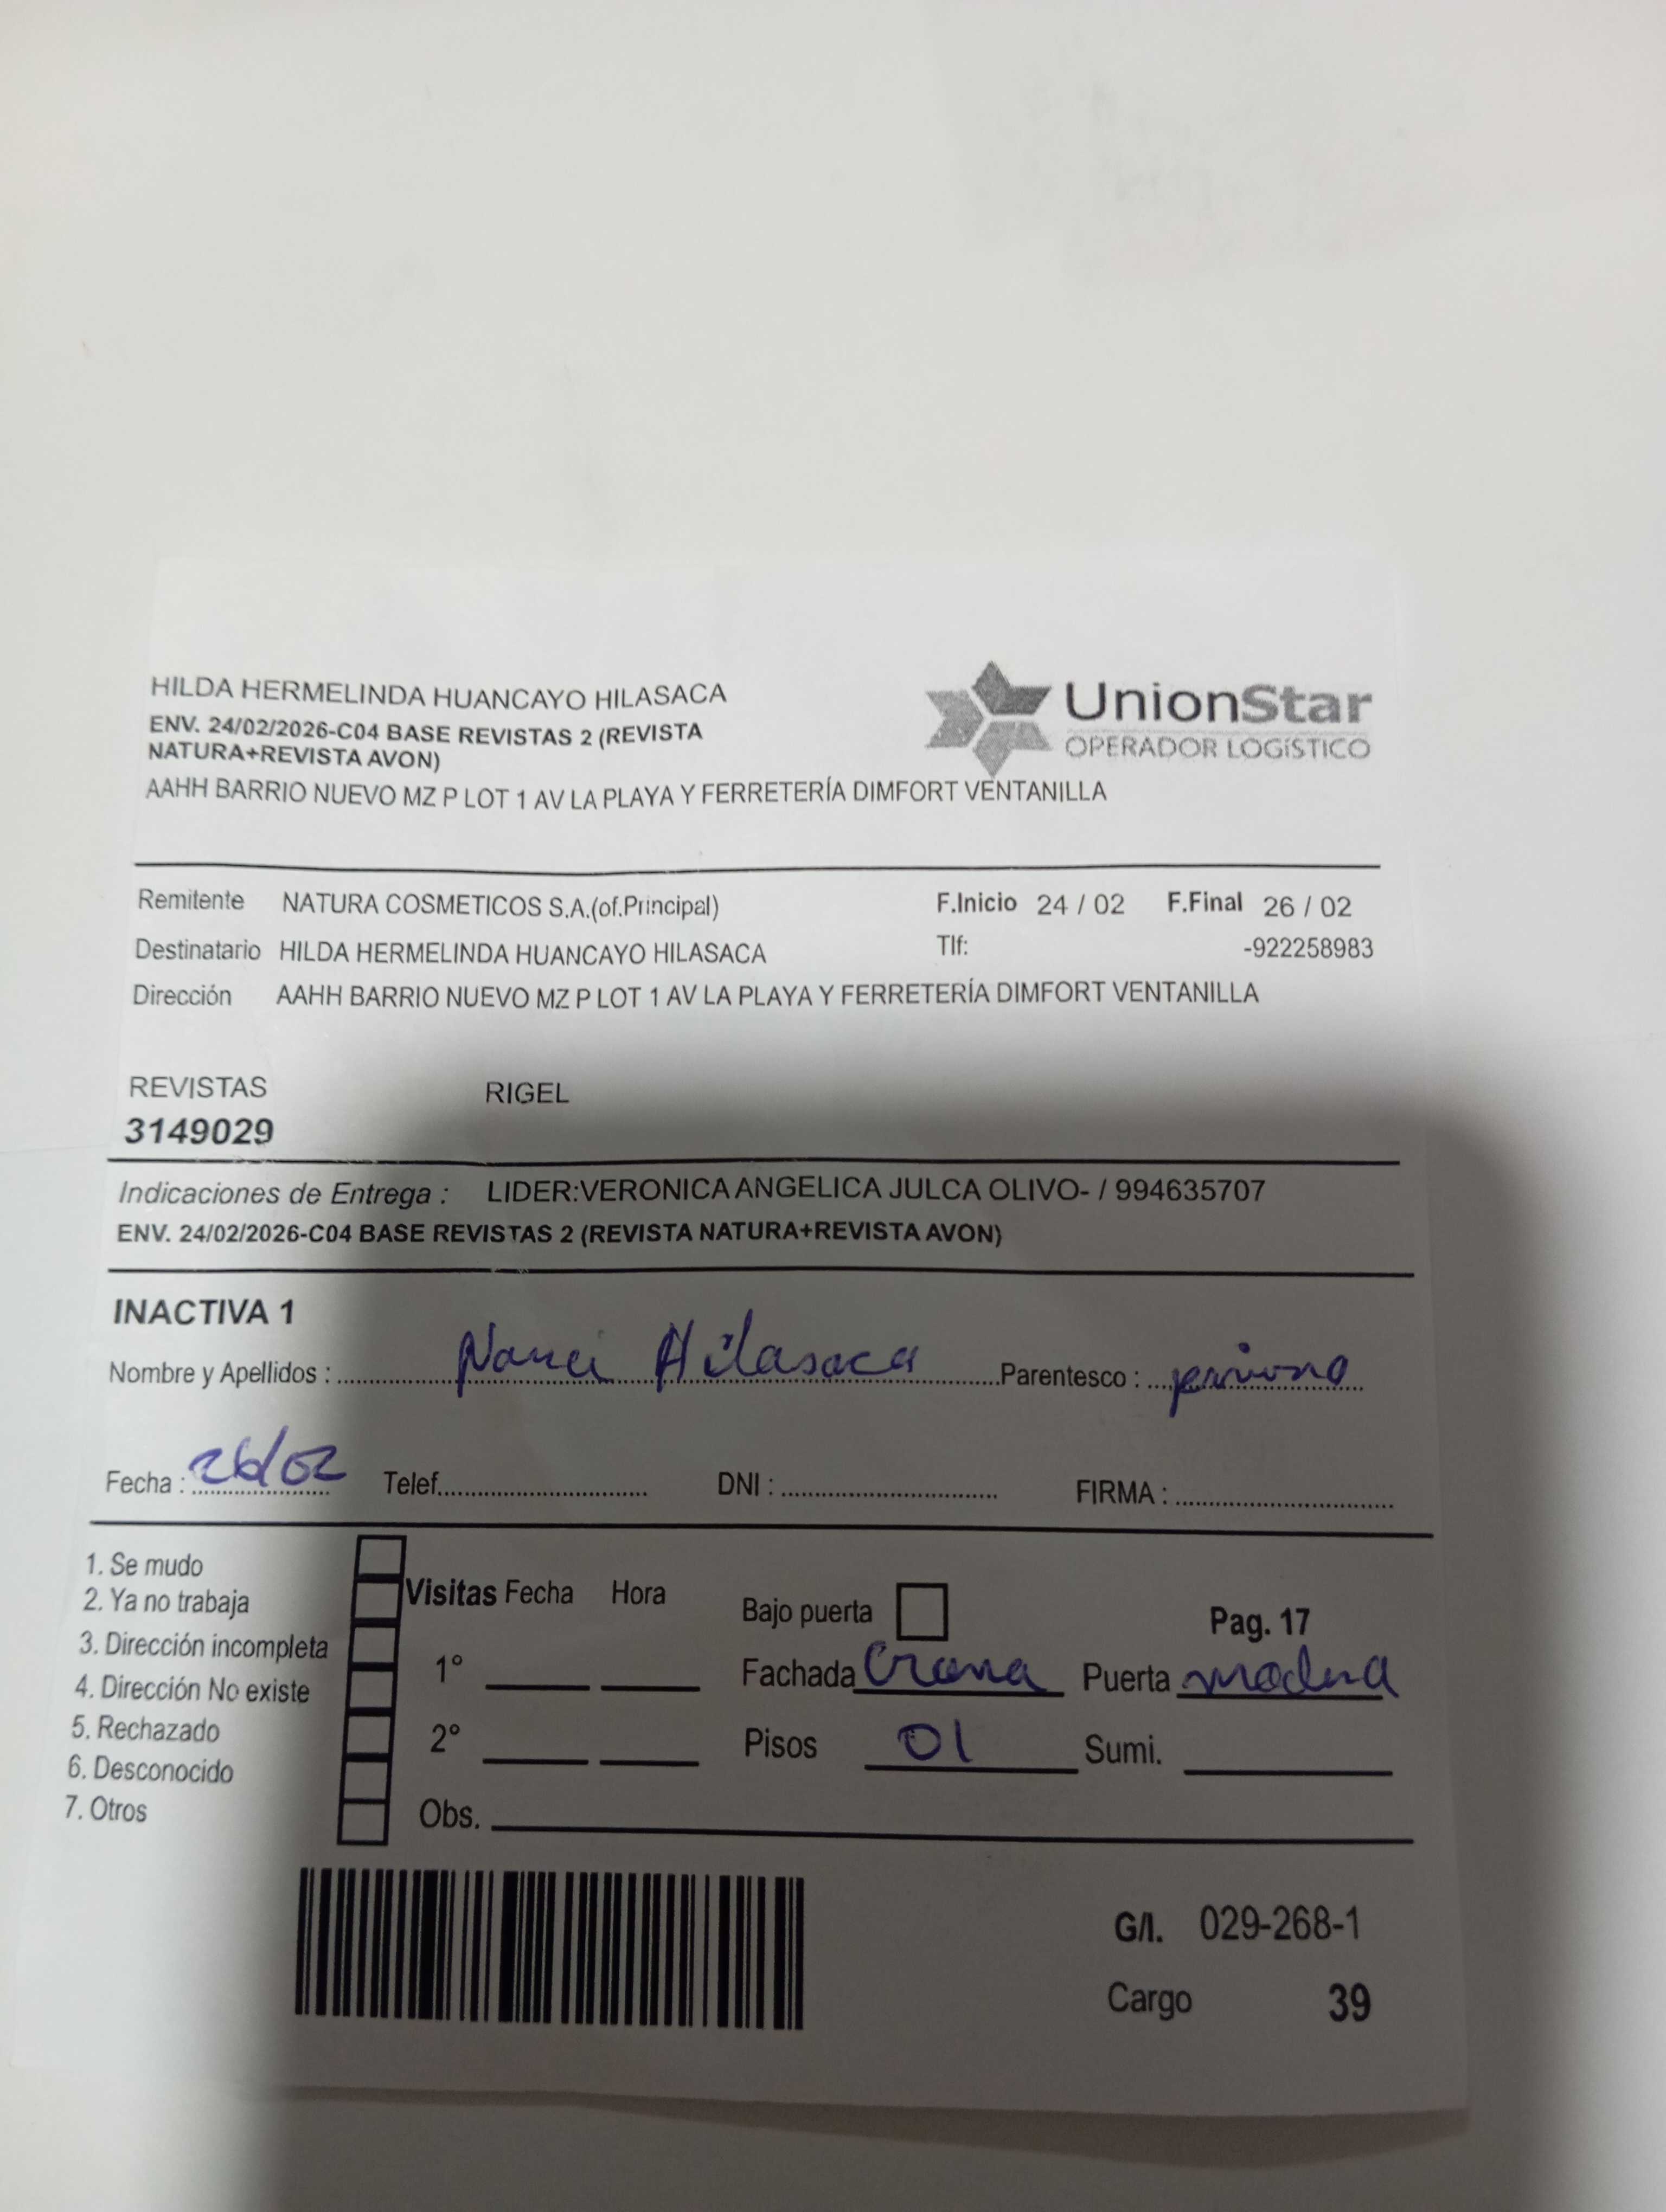 HILDA HERMELINDA HUANCAYO HILASACA
ENV. 24/02/2026-C04 BASE REVISTAS 2 (REVISTA
NATURA+REVISTA AVON)
AAHH BARRIO NUEVO MZ P LOT 1 AV LA PLAYA Y FERRETERÍA DIMFORT VENTANILLA
UnionStar
OPERADOR LOGÍSTICO
Remitente NATURA COSMETICOS S.A.(of.Principal) F.Inicio 24 / 02 F.Final 26 / 02
Destinatario HILDA HERMELINDA HUANCAYO HILASACA Tlf: -922258983
Dirección AAHH BARRIO NUEVO MZ P LOT 1 AV LA PLAYA Y FERRETERÍA DIMFORT VENTANILLA
REVISTAS RIGEL
3149029
Indicaciones de Entrega : LIDER:VERONICA ANGELICA JULCA OLIVO- / 994635707
ENV. 24/02/2026-C04 BASE REVISTAS 2 (REVISTA NATURA+REVISTA AVON)
INACTIVA 1
Nombre y Apellidos : Hilasaca Parentesco :
Fecha : 26/02 Telef. DNI : FIRMA :
1. Se mudo
2. Ya no trabaja
3. Dirección incompleta
4. Dirección No existe
5. Rechazado
6. Desconocido
7. Otros
Visitas Fecha Hora
1°
2°
Obs.
Bajo puerta Pag. 17
Fachada Crema Puerta madera
Pisos 01 Sumi.
G/I. 029-268-1
Cargo 39